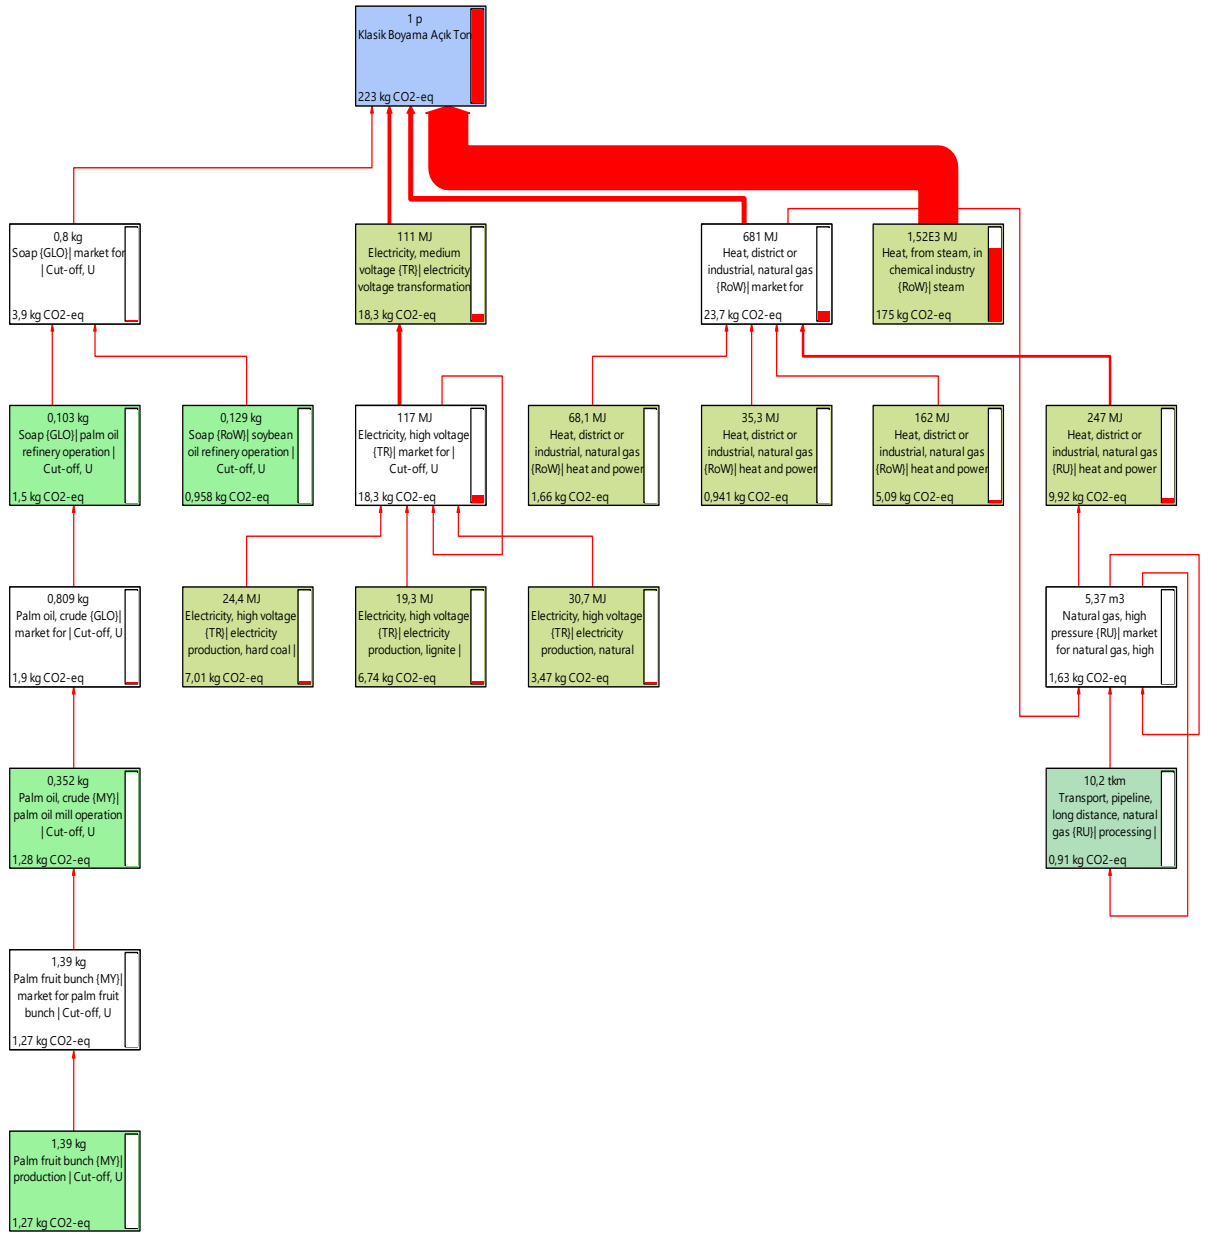 1 p
Klasik Boyama Açık Ton
223 kg CO2-eq
0,8 kg
Soap {GLO}| market for
| Cut-off, U
3,9 kg CO2-eq
111 MJ
Electricity, medium
voltage {TR}| electricity
voltage transformation
18,3 kg CO2-eq
681 MJ
Heat, district or
industrial, natural gas
{RoW}| market for
23,7 kg CO2-eq
1,52E3 MJ
Heat, from steam, in
chemical industry
{RoW}| steam
175 kg CO2-eq
0,103 kg
Soap {GLO}| palm oil
refinery operation |
Cut-off, U
1,5 kg CO2-eq
0,129 kg
Soap {RoW}| soybean
oil refinery operation |
Cut-off, U
0,958 kg CO2-eq
117 MJ
Electricity, high voltage
{TR}| market for |
Cut-off, U
18,3 kg CO2-eq
68,1 MJ
Heat, district or
industrial, natural gas
{RoW}| heat and power
1,66 kg CO2-eq
35,3 MJ
Heat, district or
industrial, natural gas
{RoW}| heat and power
0,941 kg CO2-eq
162 MJ
Heat, district or
industrial, natural gas
{RoW}| heat and power
5,09 kg CO2-eq
247 MJ
Heat, district or
industrial, natural gas
{RU}| heat and power
9,92 kg CO2-eq
0,809 kg
Palm oil, crude {GLO}|
market for | Cut-off, U
1,9 kg CO2-eq
24,4 MJ
Electricity, high voltage
{TR}| electricity
production, hard coal |
7,01 kg CO2-eq
19,3 MJ
Electricity, high voltage
{TR}| electricity
production, lignite |
6,74 kg CO2-eq
30,7 MJ
Electricity, high voltage
{TR}| electricity
production, natural
3,47 kg CO2-eq
5,37 m3
Natural gas, high
pressure {RU}| market
for natural gas, high
1,63 kg CO2-eq
0,352 kg
Palm oil, crude {MY}|
palm oil mill operation
| Cut-off, U
1,28 kg CO2-eq
10,2 tkm
Transport, pipeline,
long distance, natural
gas {RU}| processing |
0,91 kg CO2-eq
1,39 kg
Palm fruit bunch {MY}|
market for palm fruit
bunch | Cut-off, U
1,27 kg CO2-eq
1,39 kg
Palm fruit bunch {MY}|
production | Cut-off, U
1,27 kg CO2-eq